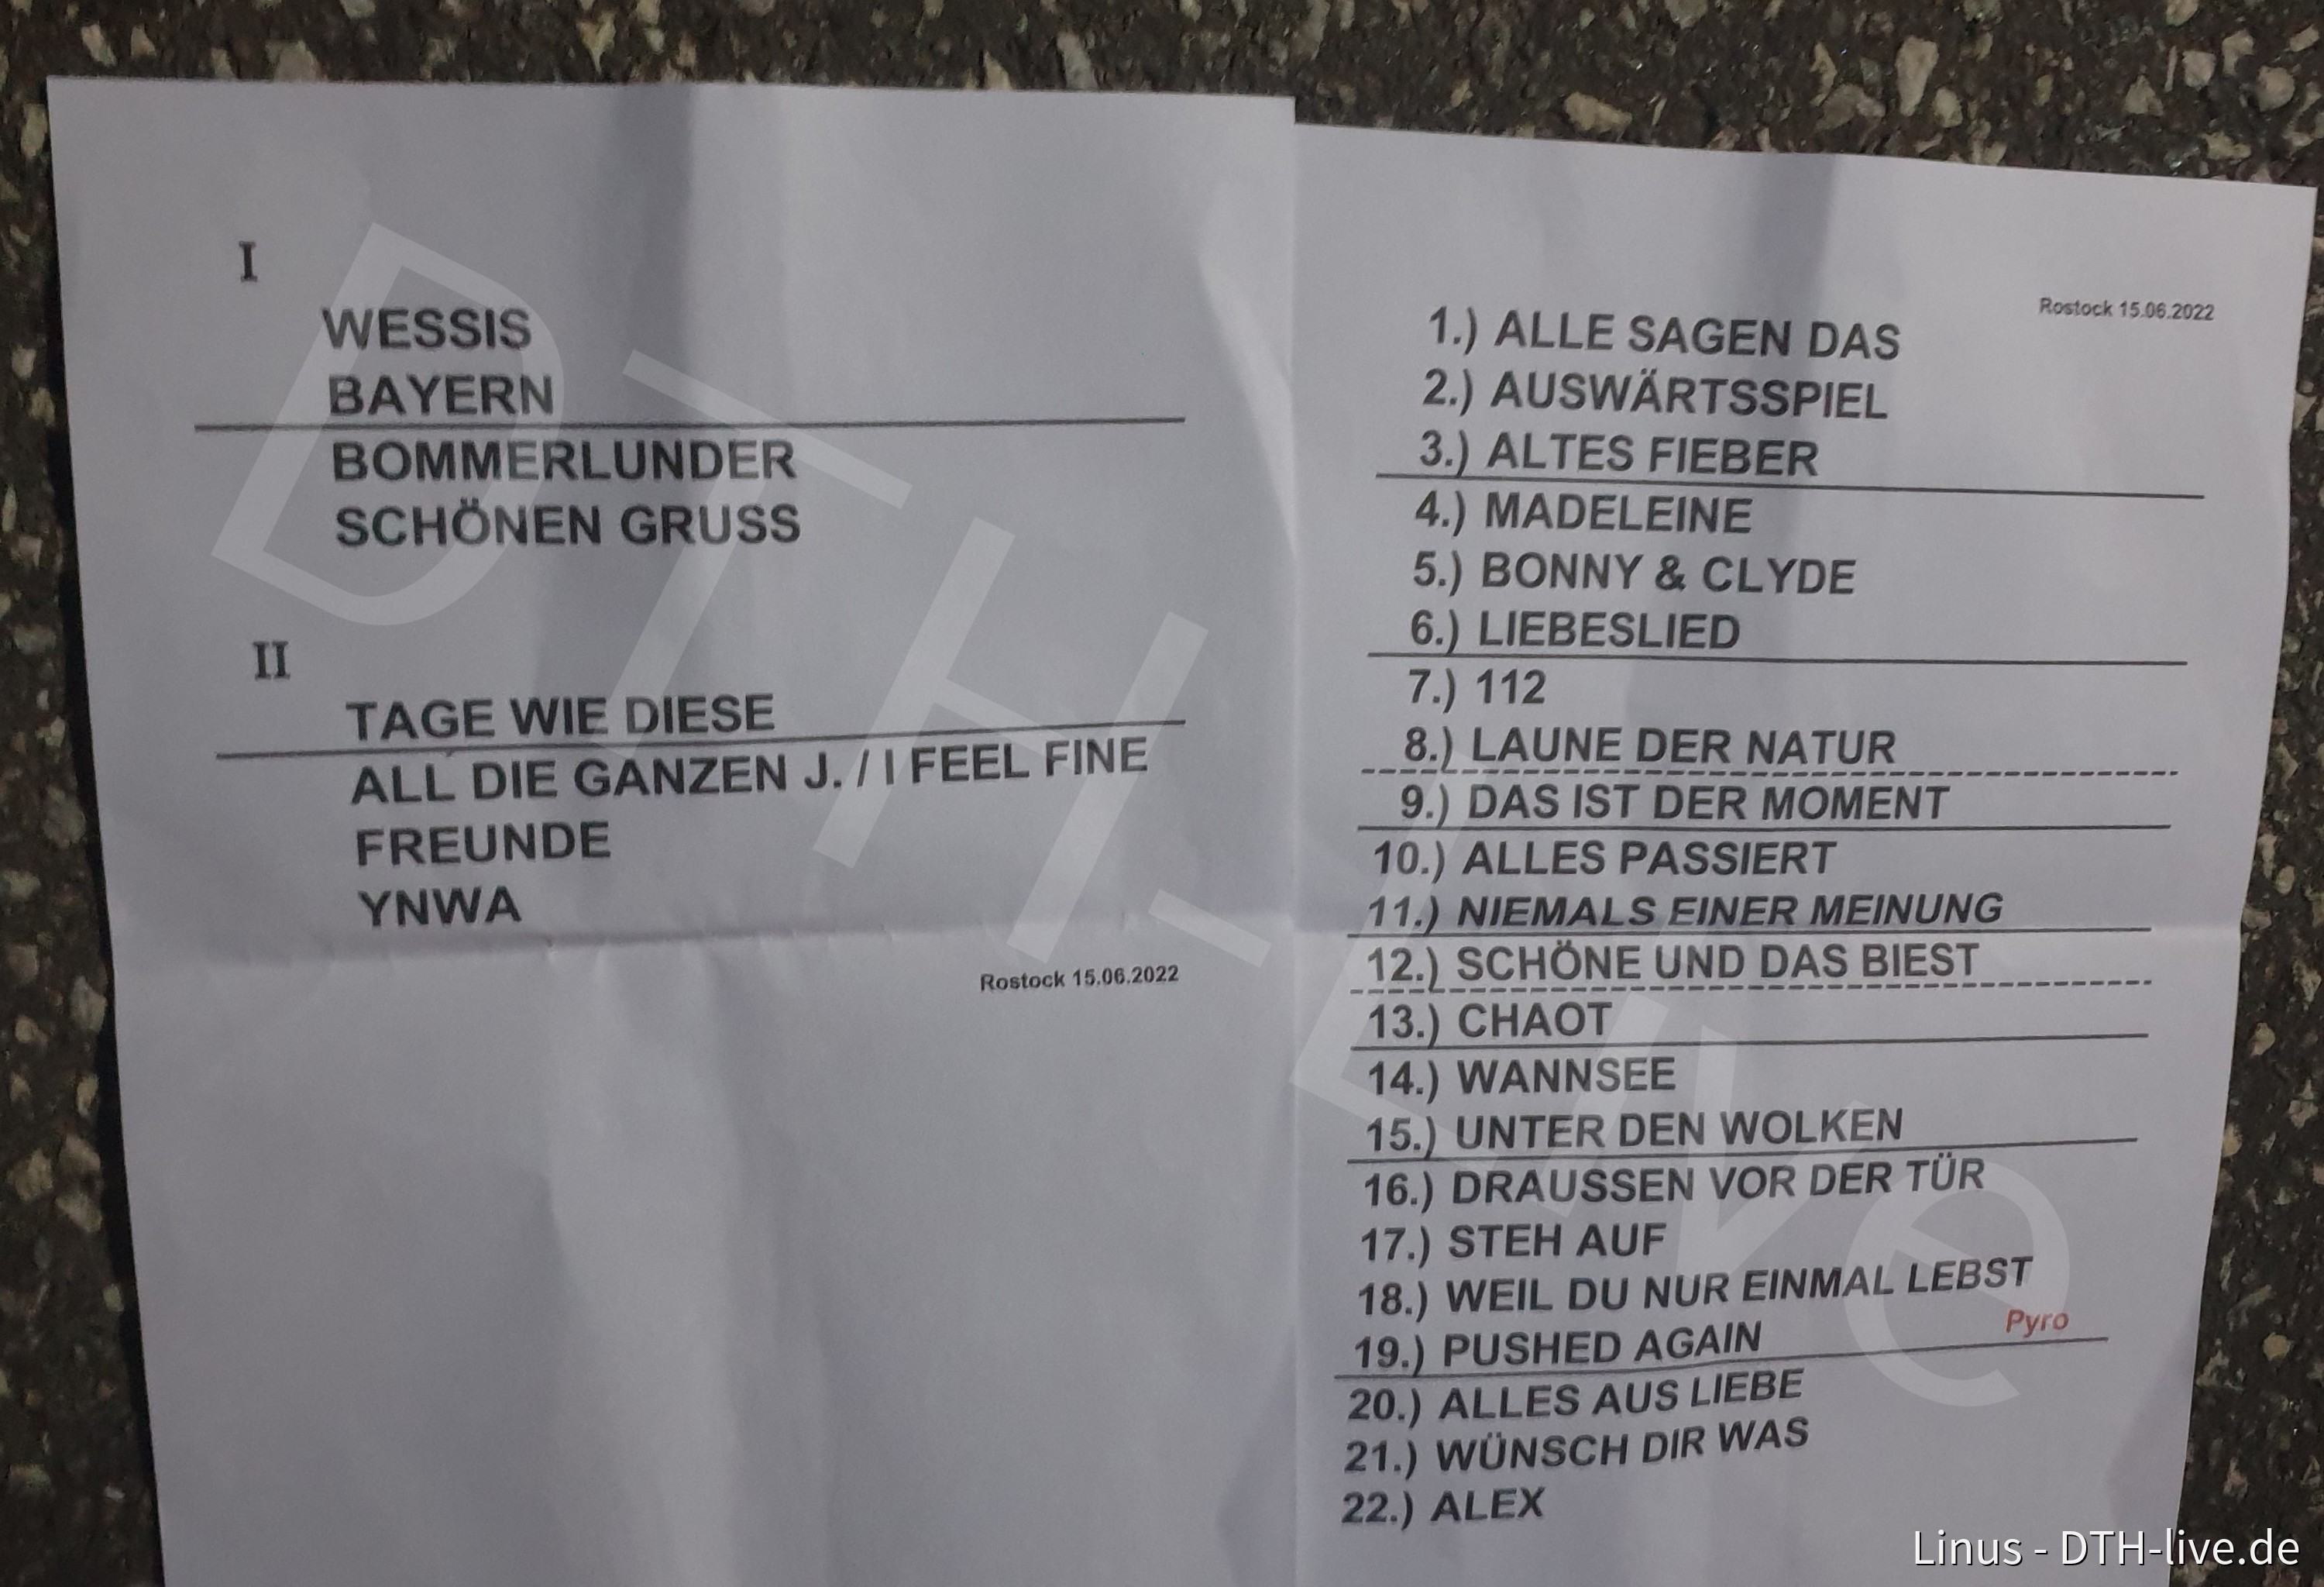 I
WESSIS
BAYERN
BOMMERLUNDER
SCHÖNEN GRUSS
II
TAGE WIE DIESE
ALL DIE GANZEN J. / I FEEL FINE
FREUNDE
YNWA
Rostock 15.06.2022
Rostock 15.06.2022
1.) ALLE SAGEN DAS
2.) AUSWÄRTSSPIEL
3.) ALTES FIEBER
4.) MADELEINE
5.) BONNY & CLYDE
6.) LIEBESLIED
7.) 112
8.) LAUNE DER NATUR
9.) DAS IST DER MOMENT
10.) ALLES PASSIERT
11.) NIEMALS EINER MEINUNG
12.) SCHÖNE UND DAS BIEST
13.) CHAOT
14.) WANNSEE
15.) UNTER DEN WOLKEN
16.) DRAUSSEN VOR DER TÜR
17.) STEH AUF
18.) WEIL DU NUR EINMAL LEBST
19.) PUSHED AGAIN Pyro
20.) ALLES AUS LIEBE
21.) WÜNSCH DIR WAS
22.) ALEX
DTH-Live
Linus - DTH-live.de